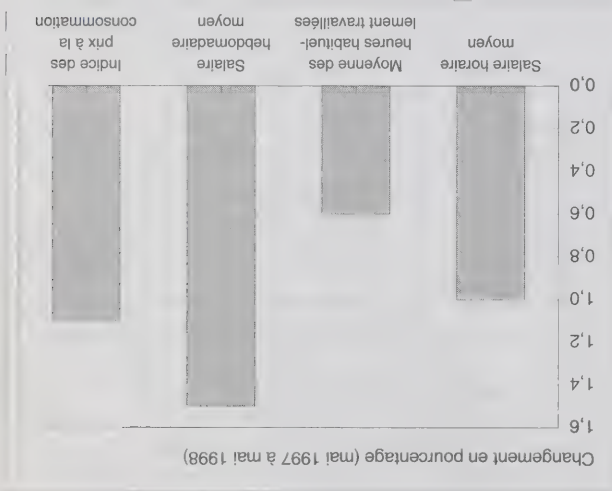 Changement en pourcentage (mai 1997 à mai 1998)
1,6
1,4
1,2
1,0
0,8
0,6
0,4
0,2
0,0
Salaire horaire
moyen
Moyenne des
heures habituel-
lement travaillées
Salaire
hebdomadaire
moyen
Indice des
prix à la
consommation